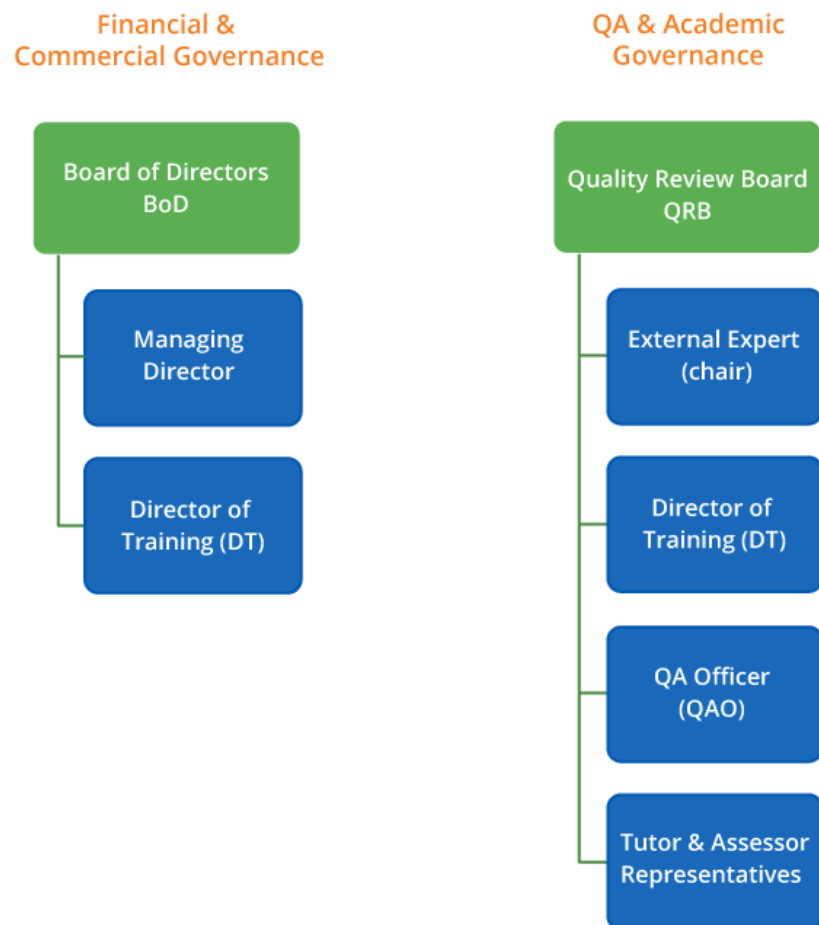 Financial &
Commercial Governance
Board of Directors
BoD
Managing
Director
Director of
Training (DT)
QA & Academic
Governance
Quality Review Board
QRB
External Expert
(chair)
Director of
Training (DT)
QA Officer
(QAO)
Tutor & Assessor
Representatives